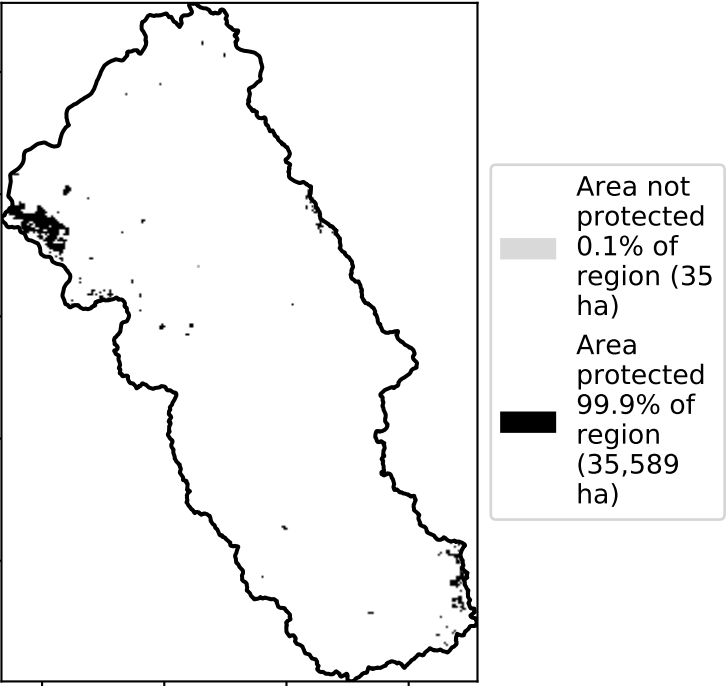 Area not
protected
0.1% of
region (35
ha)
Area
protected
99.9% of
region
(35,589
ha)